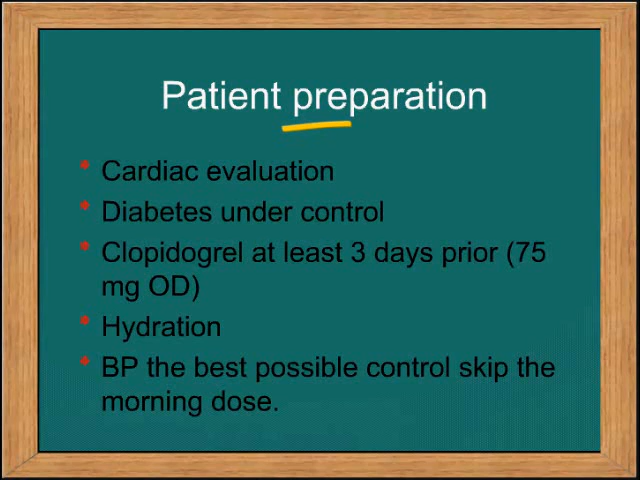 Patient preparation
Cardiac evaluation
Diabetes under control
Clopidogrel at least 3 days prior (75
mg OD)
Hydration
BP the best possible control skip the
morning dose.